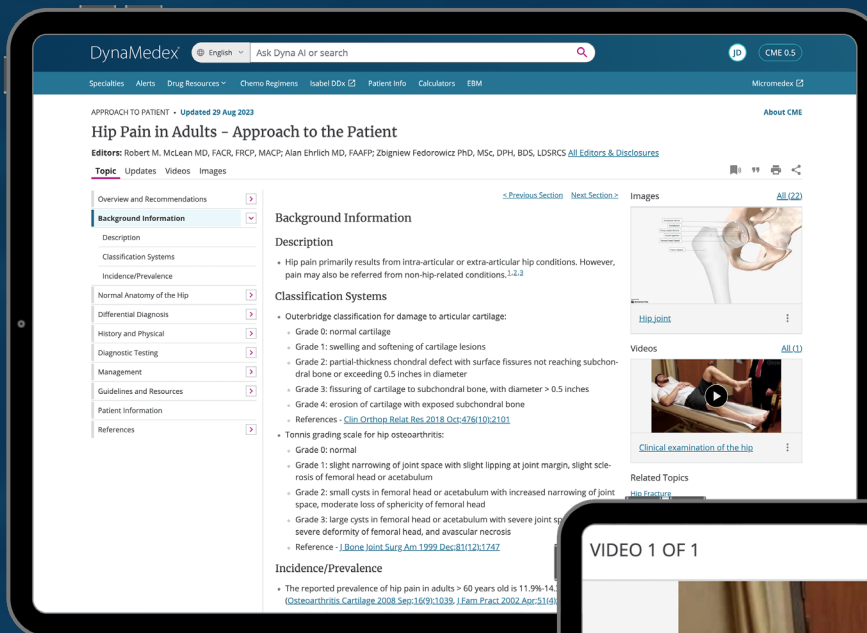 DynaMedex
English
Ask Dyna AI or search
JD
CME 0.5
Specialties Alerts Drug Resources Chemo Regimens Isabel DDx Patient Info Calculators EBM
Micromedex
APPROACH TO PATIENT • Updated 29 Aug 2023
About CME
Hip Pain in Adults – Approach to the Patient
Editors: Robert M. McLean MD, FACR, FRCP, MACP; Alan Ehrlich MD, FAAFP; Zbigniew Fedorowicz PhD, MSc, DPH, BDS, LDSRCS All Editors & Disclosures
Topic Updates Videos Images
Overview and Recommendations
Background Information
Description
Classification Systems
Incidence/Prevalence
Normal Anatomy of the Hip
Differential Diagnosis
History and Physical
Diagnostic Testing
Management
Guidelines and Resources
Patient Information
References
< Previous Section Next Section >
Background Information
Description
• Hip pain primarily results from intra-articular or extra-articular hip conditions. However,
pain may also be referred from non-hip-related conditions.1,2,3
Classification Systems
• Outerbridge classification for damage to articular cartilage:
Grade 0: normal cartilage
Grade 1: swelling and softening of cartilage lesions
Grade 2: partial-thickness chondral defect with surface fissures not reaching subchon-
dral bone or exceeding 0.5 inches in diameter
Grade 3: fissuring of cartilage to subchondral bone, with diameter > 0.5 inches
Grade 4: erosion of cartilage with exposed subchondral bone
References - Clin Orthop Relat Res 2018 Oct;476(10):2101
• Tonnis grading scale for hip osteoarthritis:
Grade 0: normal
Grade 1: slight narrowing of joint space with slight lipping at joint margin, slight scle-
rosis of femoral head or acetabulum
Grade 2: small cysts in femoral head or acetabulum with increased narrowing of joint
space, moderate loss of sphericity of femoral head
Grade 3: large cysts in femoral head or acetabulum with severe joint
severe deformity of femoral head, and avascular necrosis
Reference - J Bone Joint Surg Am 1999 Dec;81(12):1747
Incidence/Prevalence
• The reported prevalence of hip pain in adults > 60 years old is 11.9%-14.
(Osteoarthritis Cartilage 2008 Sep;16(9):1039, J Fam Pract 2002 Apr;51(4)
Images
All (22)
Hip joint
Videos
All (1)
Clinical examination of the hip
Related Topics
Hip Fracture
VIDEO 1 OF 1